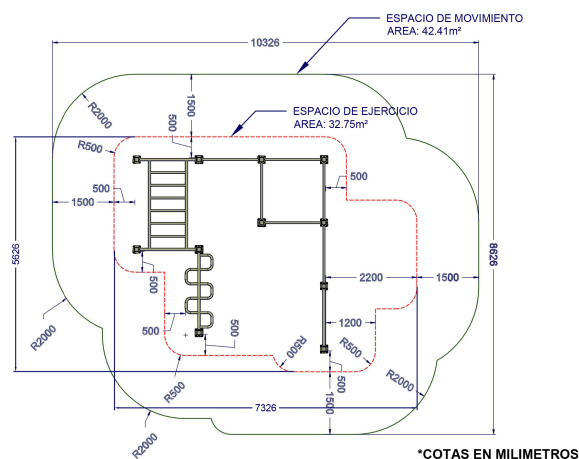 ESPACIO DE MOVIMIENTO
AREA: 42.41m²
10326
R2000
1500
500
ESPACIO DE EJERCICIO
AREA: 32.75m²
R500
500
500
1500
5626
8626
2200
1500
500
500
1200
500
R500
R500
R2000
R2000
R500
500
1500
7326
R2000
*COTAS EN MILIMETROS